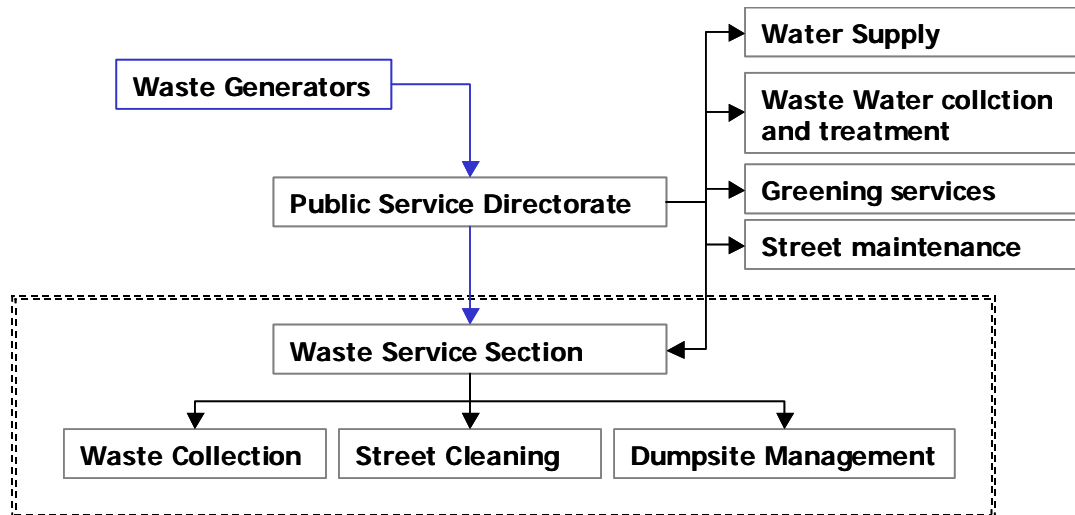 Water Supply
Waste Generators
Waste Water collction
and treatment
Public Service Directorate
Greening services
Street maintenance
Waste Service Section
Waste Collection
Street Cleaning
Dumpsite Management